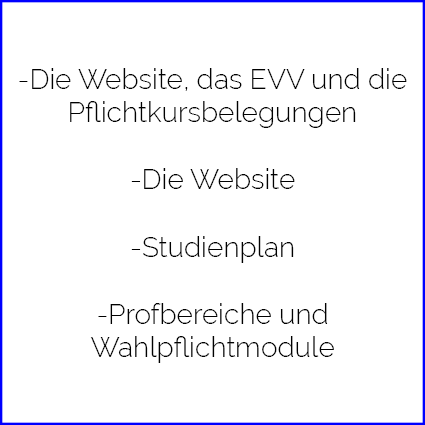 -Die Website, das EVV und die
Pflichtkursbelegungen
-Die Website
-Studienplan
-Profbereiche und
Wahlpflichtmodule